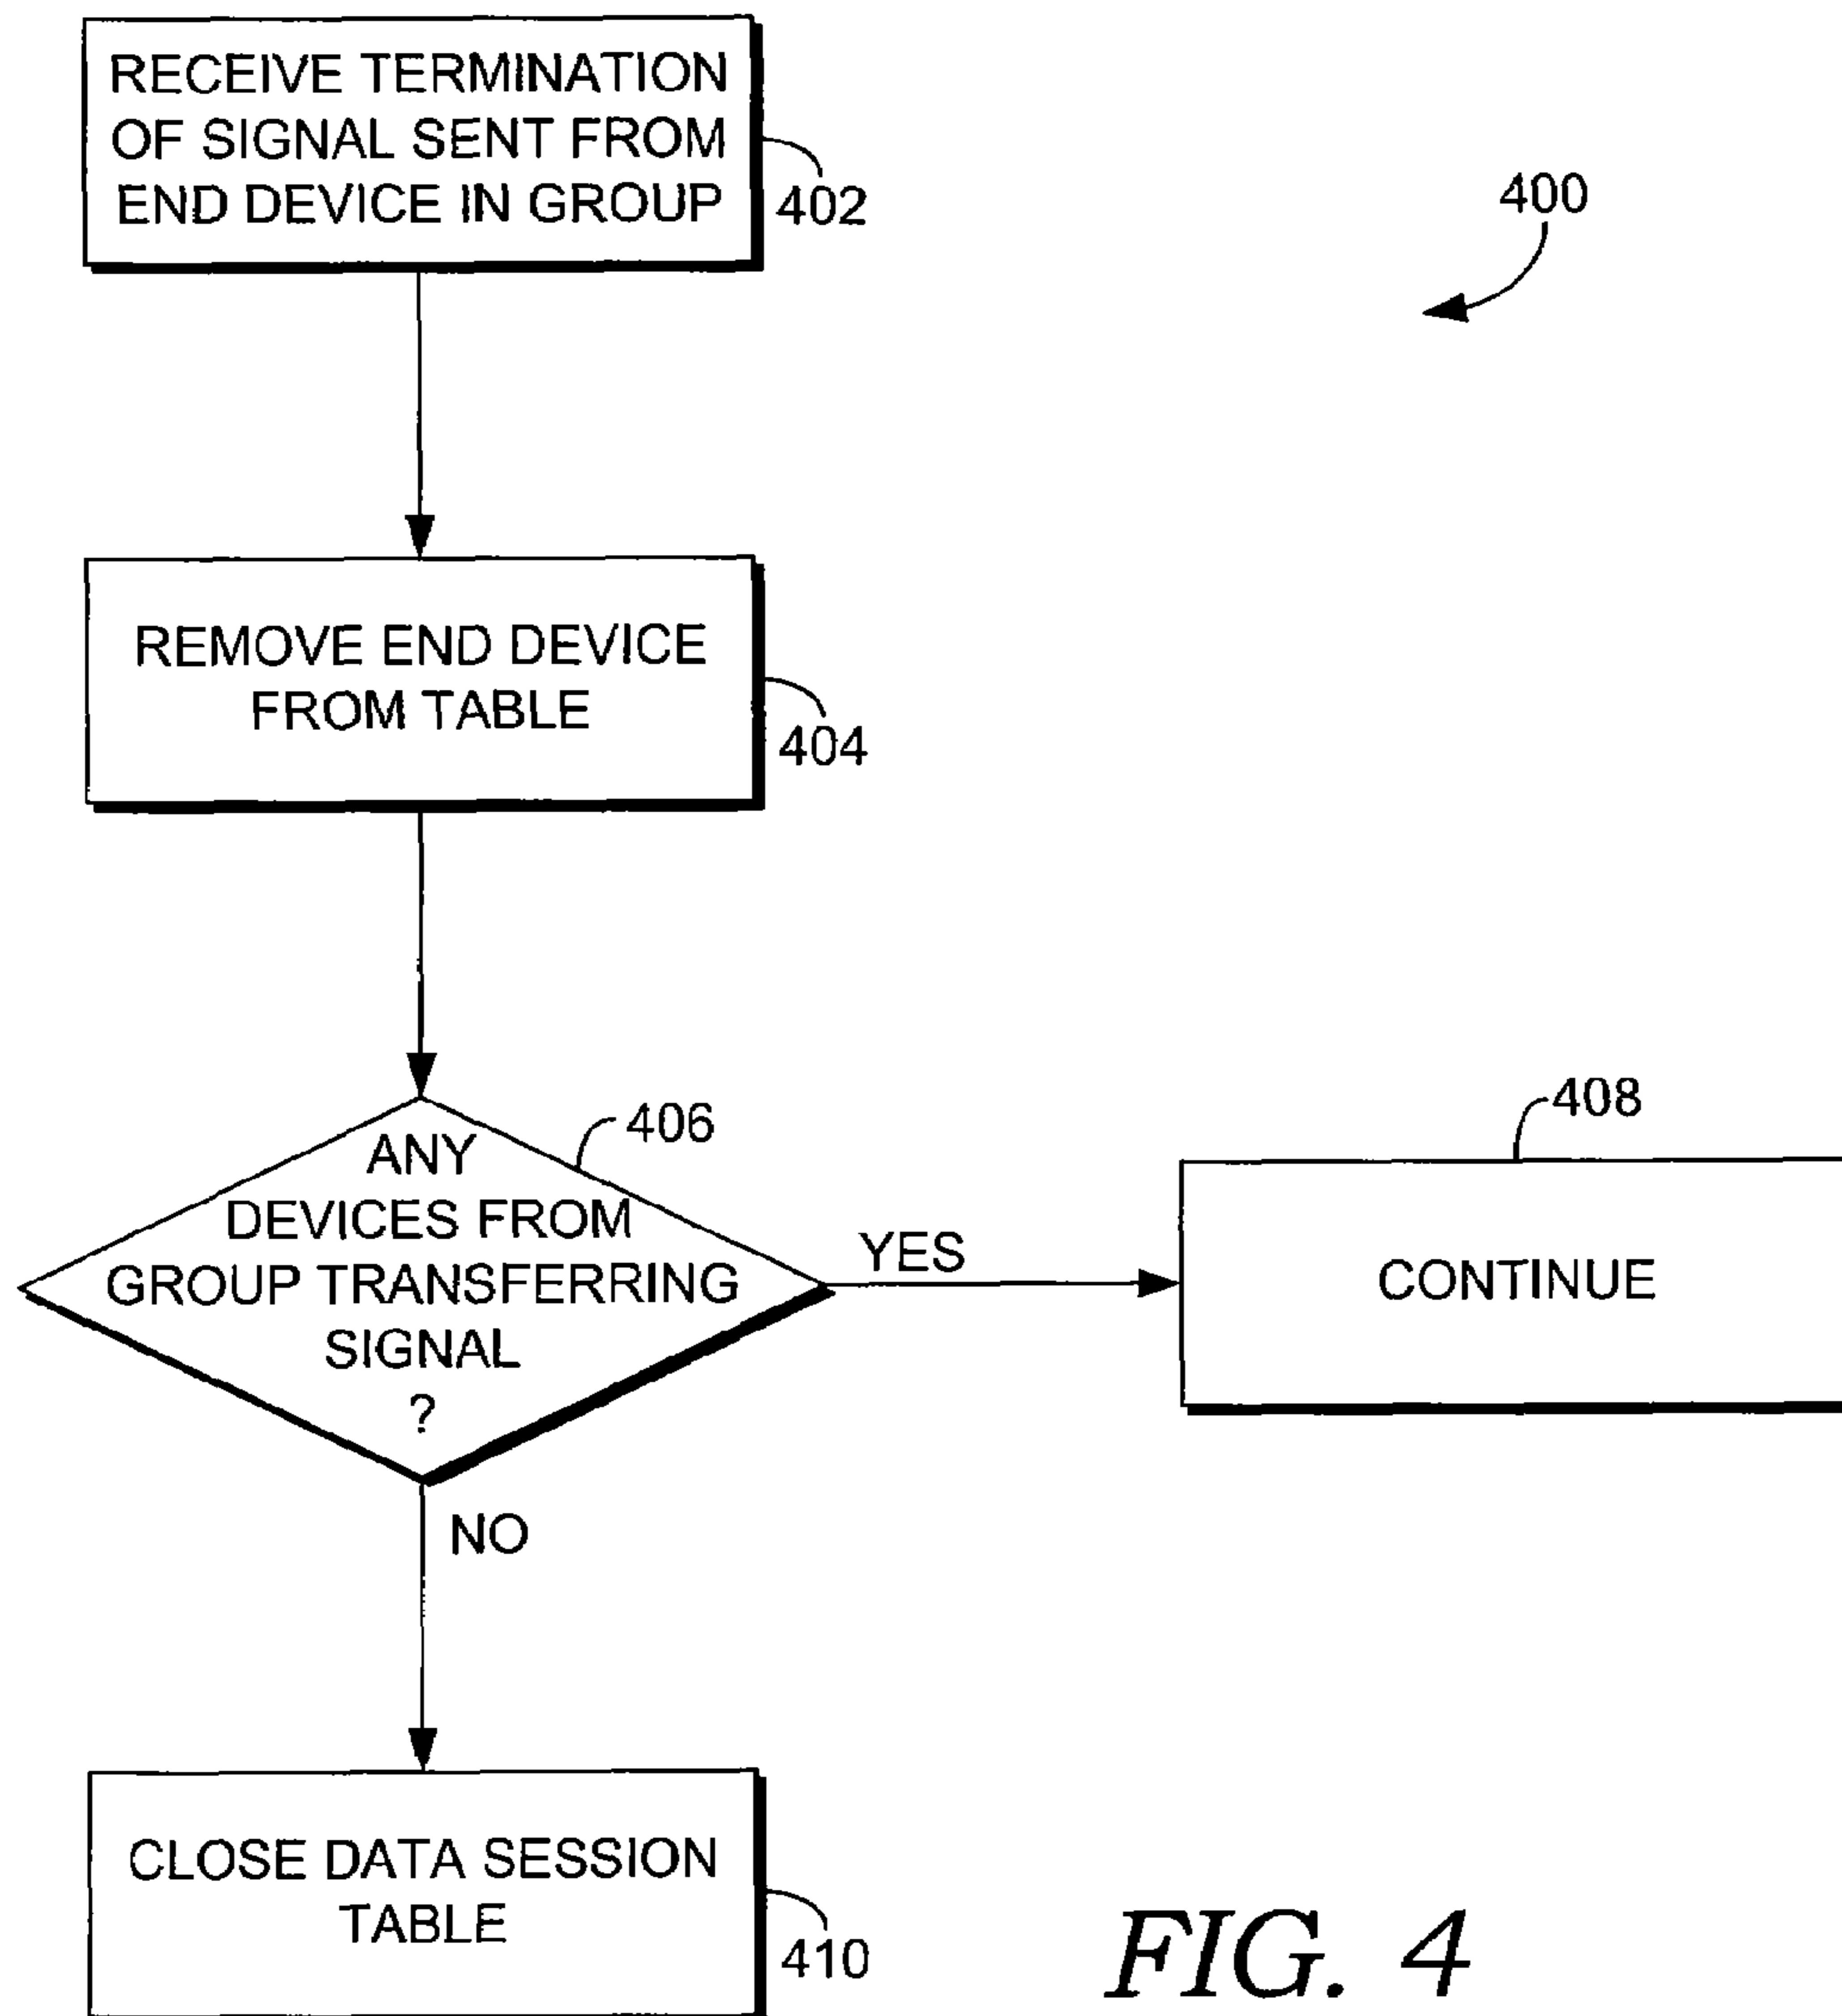 RECEIVE TERMINATION
OF SIGNAL SENT FROM
END DEVICE IN GROUP
402
400
REMOVE END DEVICE
FROM TABLE
404
ANY
DEVICES FROM
GROUP TRANSFERRING
SIGNAL
?
406
YES
408
CONTINUE
NO
CLOSE DATA SESSION
TABLE
410
FIG. 4